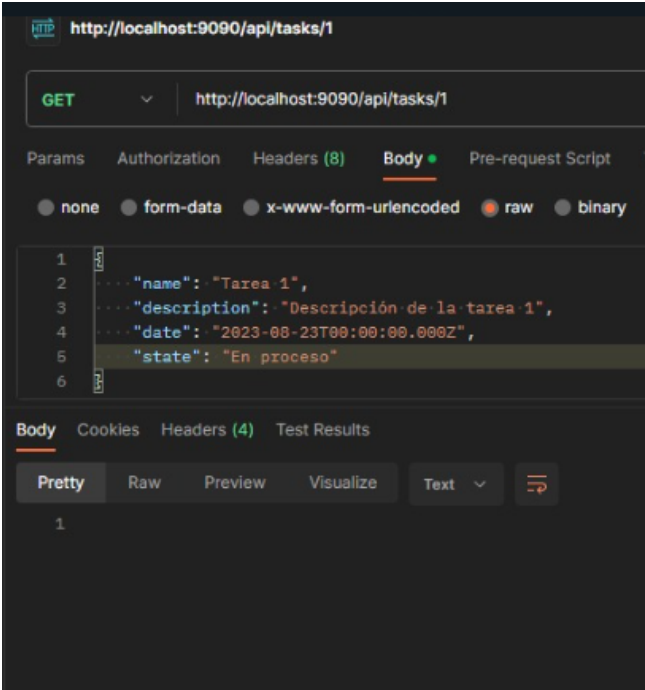 HTTP http://localhost:9090/api/tasks/1
GET http://localhost:9090/api/tasks/1
Params Authorization Headers (8) Body Pre-request Script
none form-data x-www-form-urlencoded raw binary
1 {
2 "name": "Tarea 1",
3 "description": "Descripción de la tarea 1",
4 "date": "2023-08-23T00:00:00.000Z",
5 "state": "En proceso"
6 }
Body Cookies Headers (4) Test Results
Pretty Raw Preview Visualize Text
1